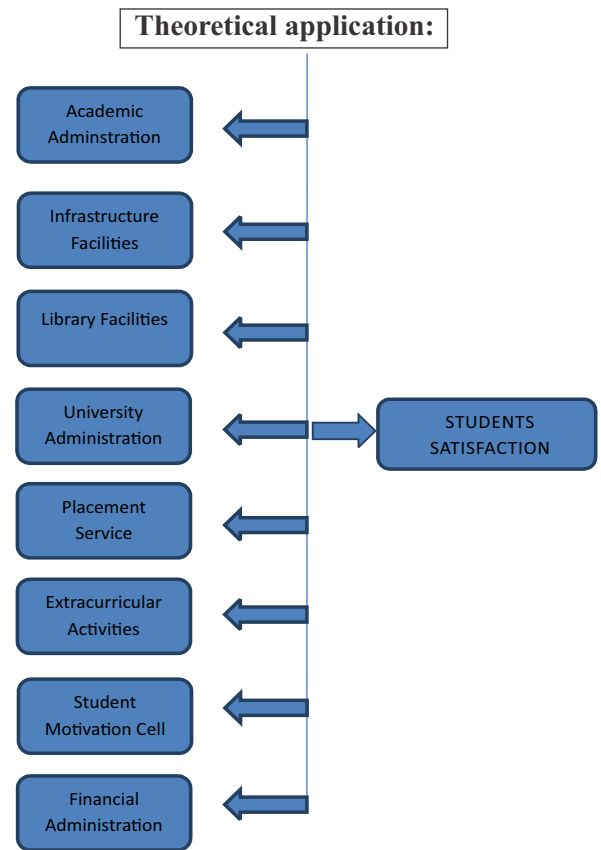 Theoretical application:
Academic
Adminstration
Infrastructure
Facilities
Library Facilities
University
Administration
STUDENTS
SATISFACTION
Placement
Service
Extracurricular
Activities
Student
Motivation Cell
Financial
Administration